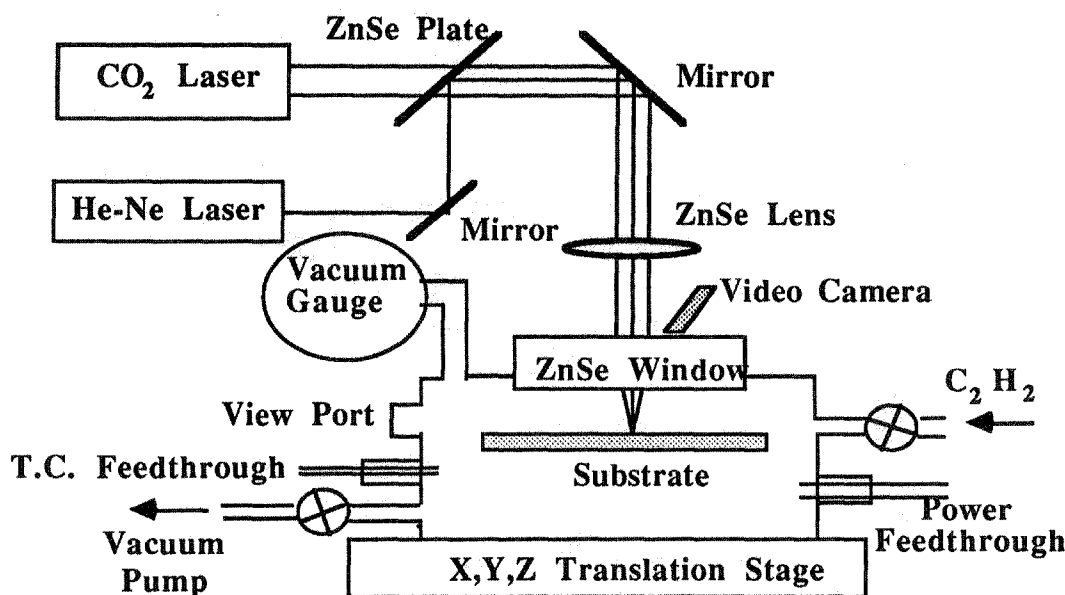 ZnSe Plate
CO₂ Laser
Mirror
He-Ne Laser
Mirror
ZnSe Lens
Vacuum
Gauge
Video Camera
ZnSe Window
C₂ H₂
View Port
T.C. Feedthrough
Substrate
Vacuum
Pump
Power
Feedthrough
X,Y,Z Translation Stage